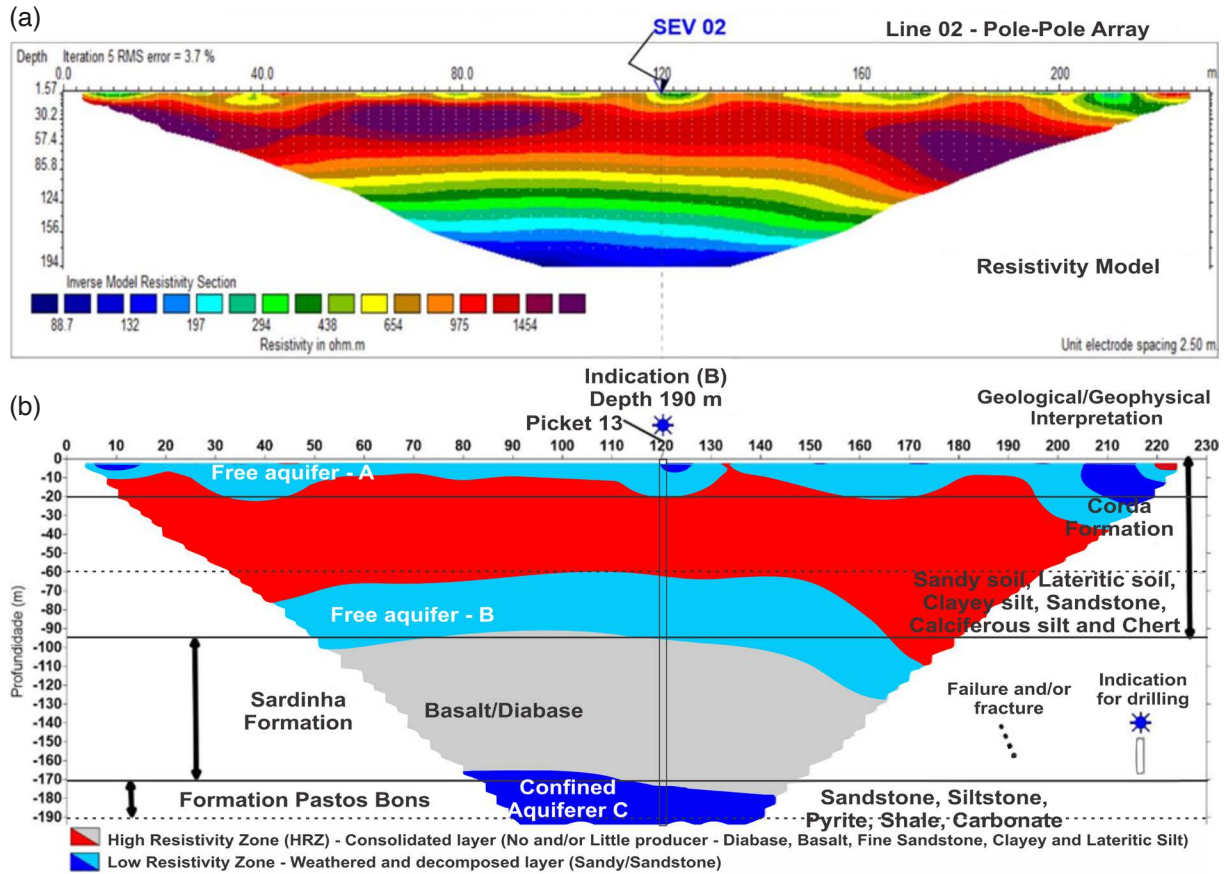 (a)
SEV 02
Line 02 - Pole-Pole Array
Depth Iteration 5 RMS error = 3.7 %
0.0 40.0 80.0 120 160 200 m
1.57
30.2
57.4
85.8
124.
156.
194.
Inverse Model Resistivity Section
Resistivity Model
88.7 132 197 294 438 654 975 1454
Resistivity in ohm.m
Unit electrode spacing 2.50 m.
(b)
Indication (B)
Depth 190 m
Picket 13
Geological/Geophysical
Interpretation
0 10 20 30 40 50 60 70 80 90 100 110 120 130 140 150 160 170 180 190 200 210 220 230
Profundidade (m)
0
-10
-20
-30
-40
-50
-60
-70
-80
-90
-100
-110
-120
-130
-140
-150
-160
-170
-180
-190
Free aquifer - A
Corda
Formation
Sandy soil, Lateritic soil,
Clayey silt, Sandstone,
Calciferous silt and Chert
Free aquifer - B
Sardinha
Formation
Basalt/Diabase
Failure and/or
fracture
Indication
for drilling
Formation Pastos Bons
Confined
Aquiferer C
Sandstone, Siltstone,
Pyrite; Shale, Carbonate
High Resistivity Zone (HRZ) - Consolidated layer (No and/or Little producer - Diabase, Basalt, Fine Sandstone, Clayey and Lateritic Silt)
Low Resistivity Zone - Weathered and decomposed layer (Sandy/Sandstone)